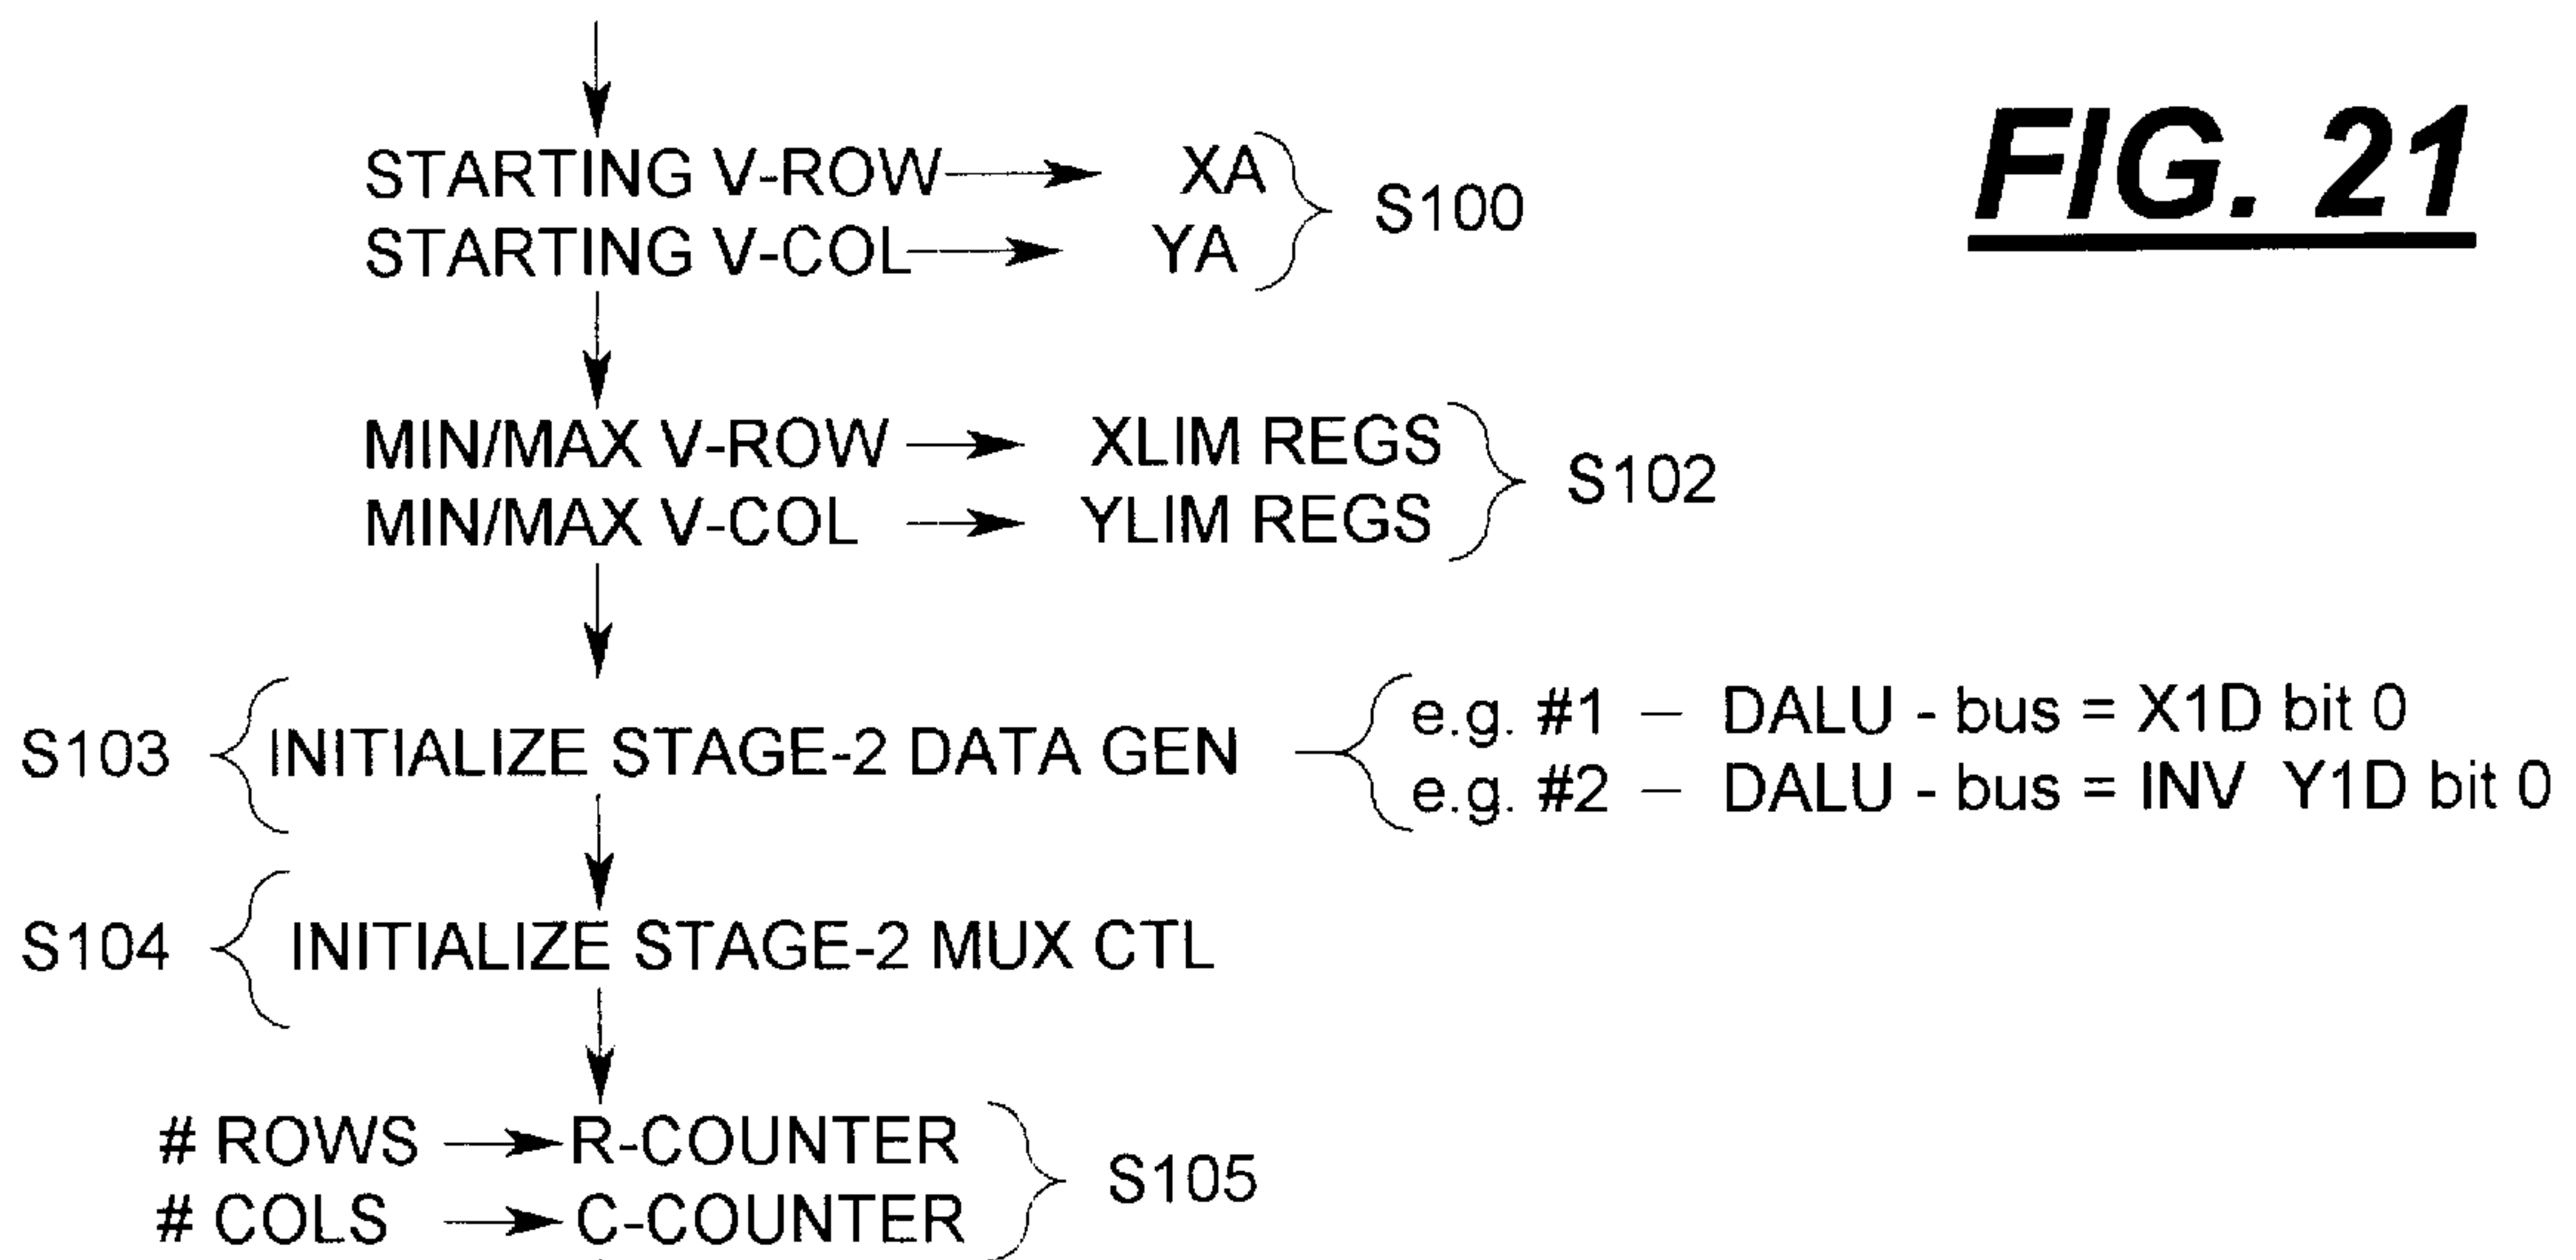 FIG. 21
STARTING V-ROW XA
STARTING V-COL YA
S100
MIN/MAX V-ROW XLIM REGS
MIN/MAX V-COL YLIM REGS
S102
S103 INITIALIZE STAGE-2 DATA GEN
e.g. #1 – DALU - bus = X1D bit 0
e.g. #2 – DALU - bus = INV Y1D bit 0
S104 INITIALIZE STAGE-2 MUX CTL
# ROWS R-COUNTER
# COLS C-COUNTER
S105